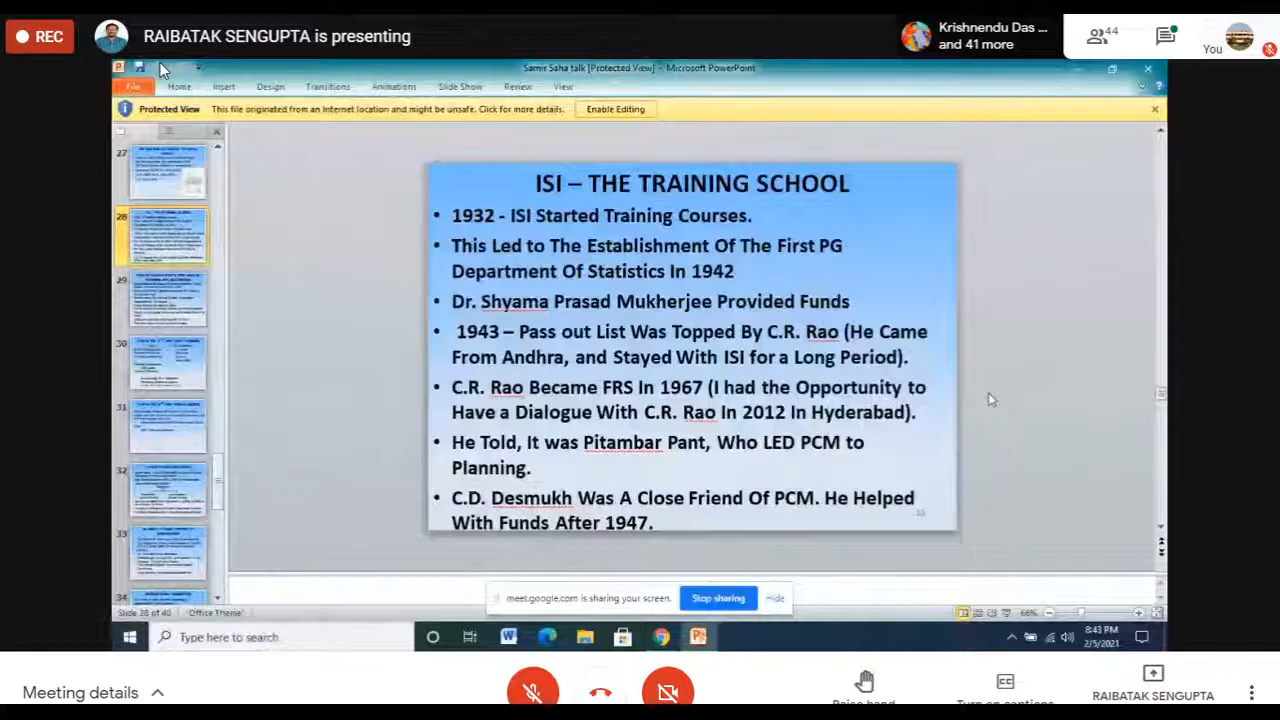 REC
RAIBATAK SENGUPTA is presenting
Krishnendu Das ...
and 41 more
44
You
Samir Saha talk [Protected View] - Microsoft PowerPoint
File Home Insert Design Transitions Animations Slide Show Review View
Protected View This file originated from an Internet location and might be unsafe. Click for more details. Enable Editing
27
28
29
30
31
32
33
34
ISI – THE TRAINING SCHOOL
• 1932 - ISI Started Training Courses.
• This Led to The Establishment Of The First PG
Department Of Statistics In 1942
• Dr. Shyama Prasad Mukherjee Provided Funds
• 1943 – Pass out List Was Topped By C.R. Rao (He Came
From Andhra, and Stayed With ISI for a Long Period).
• C.R. Rao Became FRS In 1967 (I had the Opportunity to
Have a Dialogue With C.R. Rao In 2012 In Hyderabad).
• He Told, It was Pitambar Pant, Who LED PCM to
Planning.
• C.D. Desmukh Was A Close Friend Of PCM. He Helped
With Funds After 1947.
meet.google.com is sharing your screen. Stop sharing Hide
Slide 28 of 40 Office Theme 66%
Type here to search
8:43 PM
2/5/2021
Meeting details
Raise hand
Turn on captions
RAIBATAK SENGUPTA